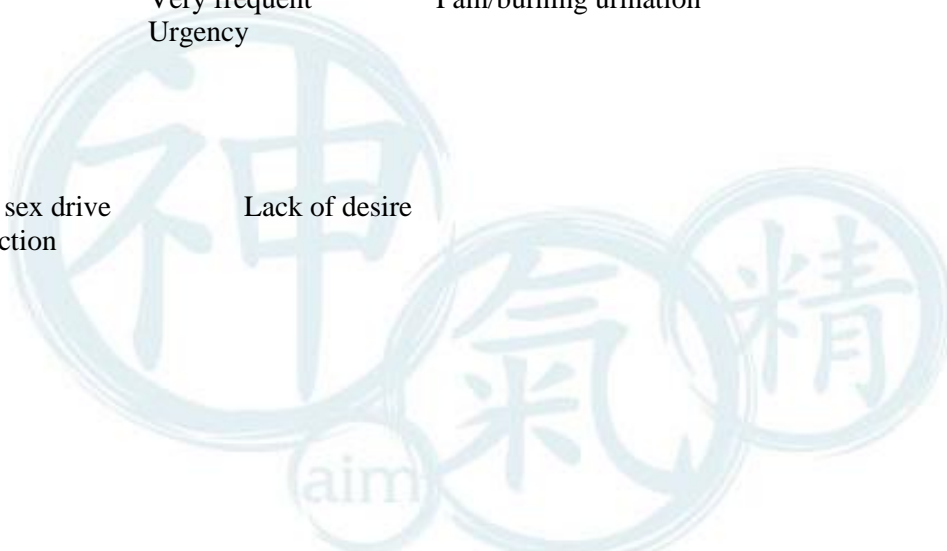 Very frequent Pain/burning urination
Urgency
sex drive Lack of desire
ction
神
氣
精
aim